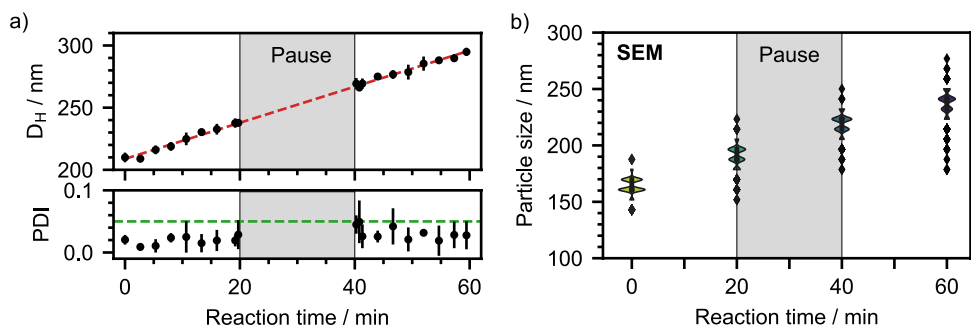 a)
D_H / nm
300
250
200
Pause
PDI
0.1
0.0
0 20 40 60
Reaction time / min
b)
Particle size / nm
300
250
200
150
100
SEM
Pause
0 20 40 60
Reaction time / min